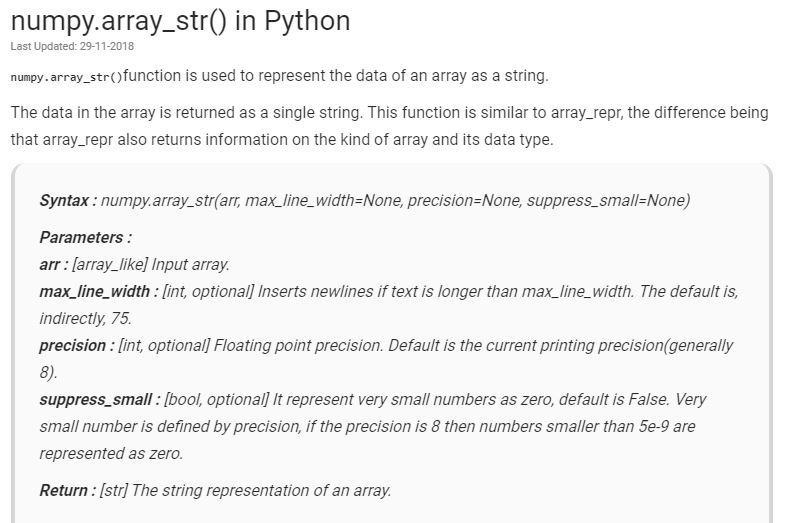 numpy.array_str() in Python
Last Updated: 29-11-2018
numpy.array_str()function is used to represent the data of an array as a string.
The data in the array is returned as a single string. This function is similar to array_repr, the difference being
that array_repr also returns information on the kind of array and its data type.
Syntax : numpy.array_str(arr, max_line_width=None, precision=None, suppress_small=None)
Parameters :
arr : [array_like] Input array.
max_line_width : [int, optional] Inserts newlines if text is longer than max_line_width. The default is,
indirectly, 75.
precision : [int, optional] Floating point precision. Default is the current printing precision(generally
8).
suppress_small : [bool, optional] It represent very small numbers as zero, default is False. Very
small number is defined by precision, if the precision is 8 then numbers smaller than 5e-9 are
represented as zero.
Return : [str] The string representation of an array.